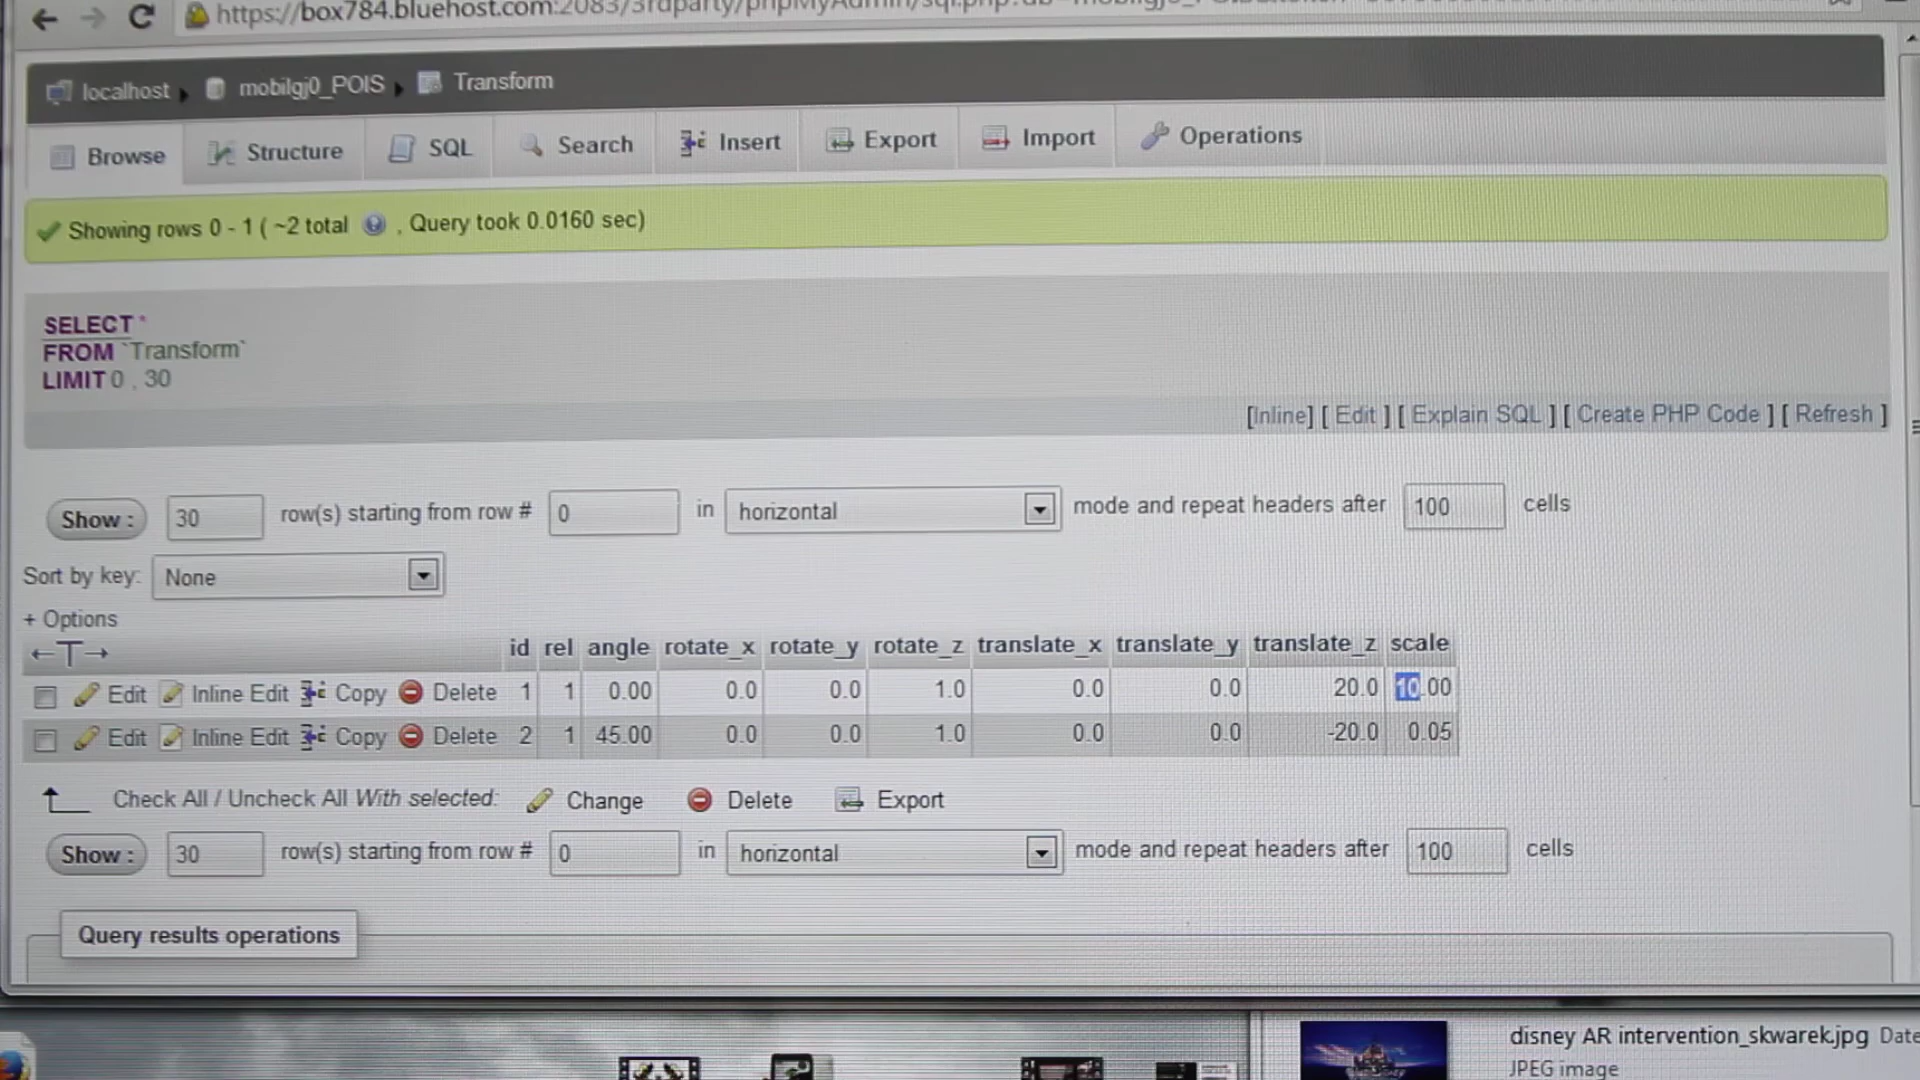 https://box784.bluehost.com:2083/3rdparty/phpMyAdmin/sql.php
localhost mobilgj0_POIS Transform
Browse Structure SQL Search Insert Export Import Operations
Showing rows 0 - 1 ( ~2 total , Query took 0.0160 sec)
SELECT *
FROM `Transform`
LIMIT 0 , 30
[Inline] [ Edit ] [ Explain SQL ] [ Create PHP Code ] [ Refresh ]
Show : 30 row(s) starting from row # 0 in horizontal mode and repeat headers after 100 cells
Sort by key: None
+ Options
←T→ id rel angle rotate_x rotate_y rotate_z translate_x translate_y translate_z scale
Edit Inline Edit Copy Delete 1 1 0.00 0.0 0.0 1.0 0.0 0.0 20.0 10.00
Edit Inline Edit Copy Delete 2 1 45.00 0.0 0.0 1.0 0.0 0.0 -20.0 0.05
Check All / Uncheck All With selected: Change Delete Export
Show : 30 row(s) starting from row # 0 in horizontal mode and repeat headers after 100 cells
Query results operations
disney AR intervention_skwarek.jpg Date
JPEG image